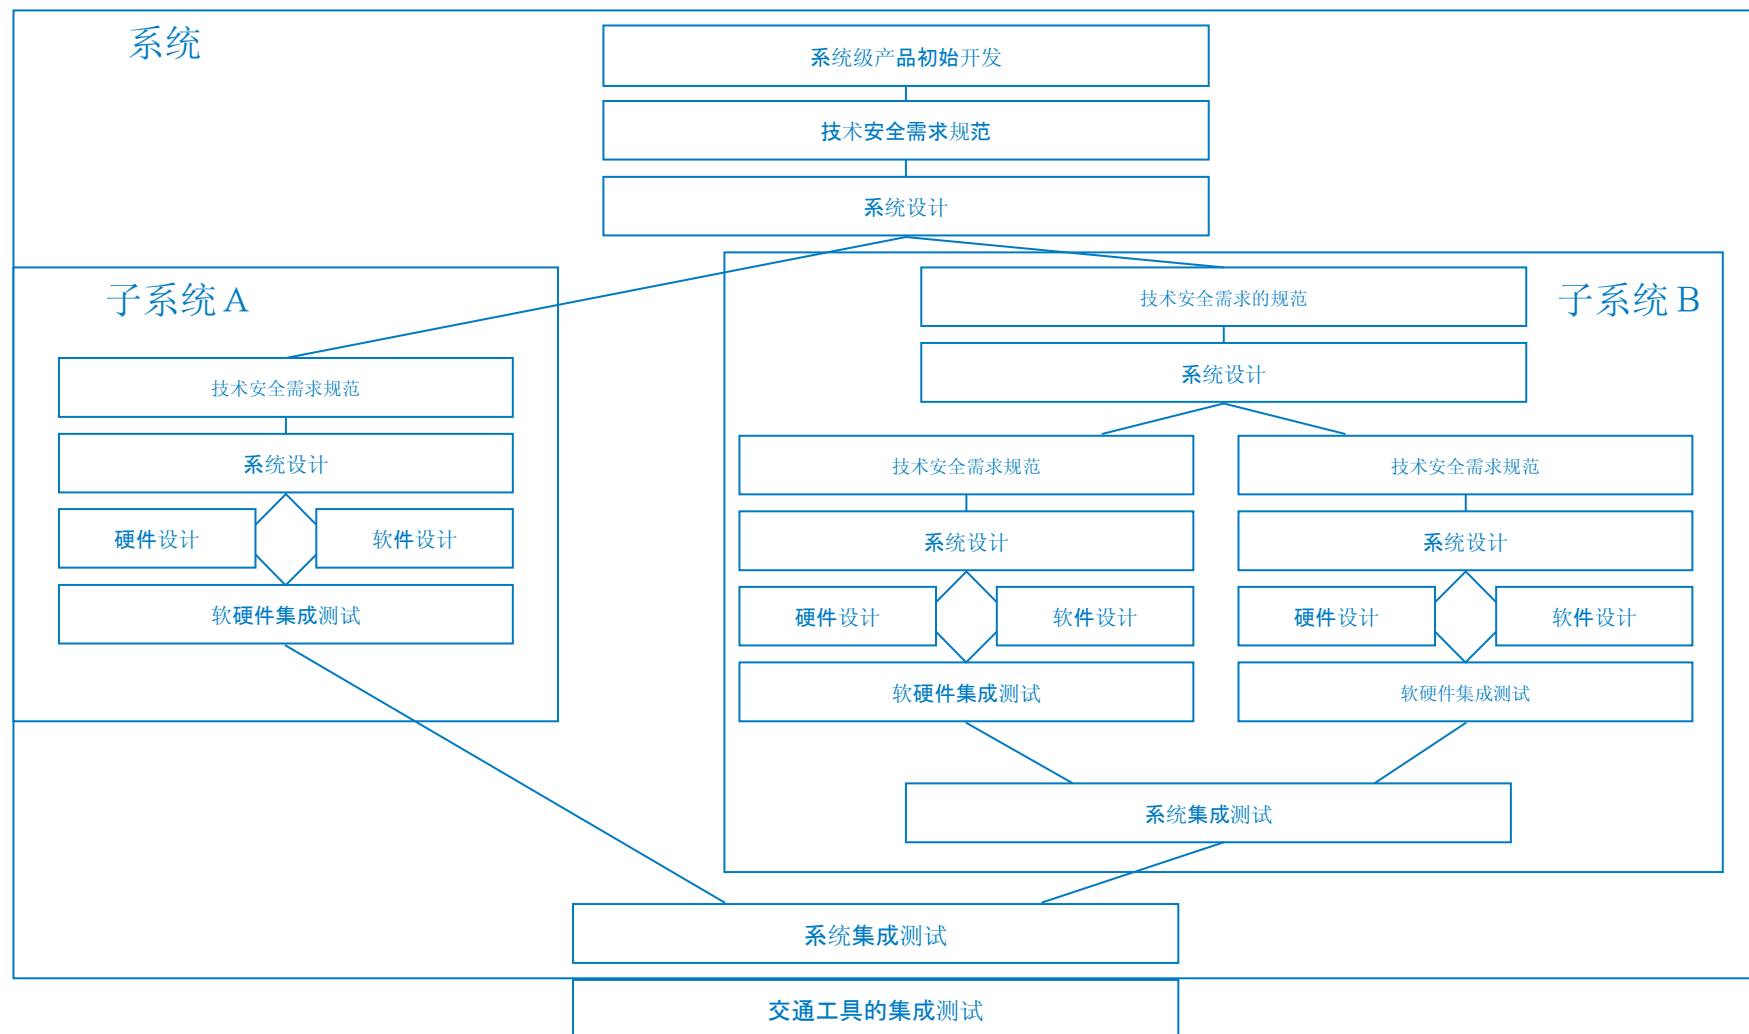 系统
系统级产品初始开发
技术安全需求规范
系统设计
子系统 A
技术安全需求规范
系统设计
硬件设计
软件设计
软硬件集成测试
子系统 B
技术安全需求的规范
系统设计
技术安全需求规范
系统设计
硬件设计
软件设计
软硬件集成测试
技术安全需求规范
系统设计
硬件设计
软件设计
软硬件集成测试
系统集成测试
系统集成测试
交通工具的集成测试